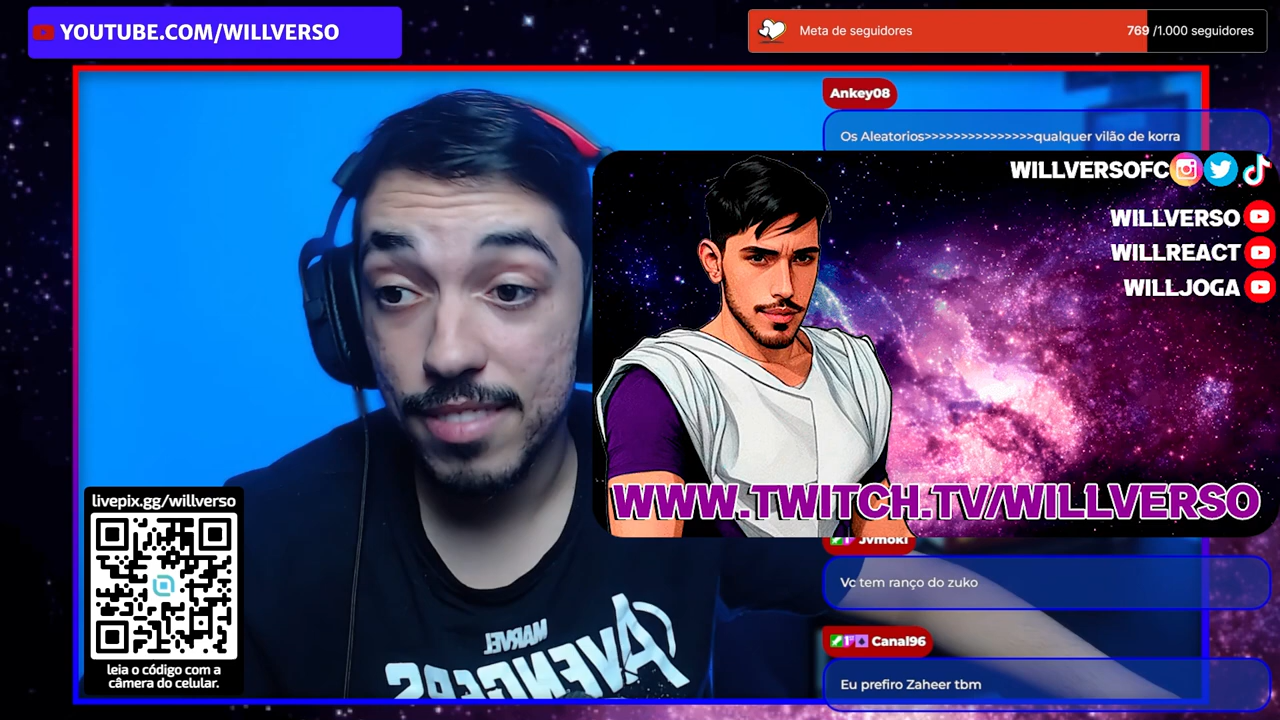 YOUTUBE.COM/WILLVERSO
Meta de seguidores
769 /1.000 seguidores
Ankey08
Os Aleatorios>>>>>>>>>>>>>>>qualquer vilão de korra
WILLVERSOFC
WILLVERSO
WILLREACT
WILLJOGA
WWW.TWITCH.TV/WILLVERSO
livepix.gg/willverso
leia o código com a
câmera do celular.
MARVEL
AVENGERS
Jvmoki
Vc tem ranço do zuko
Canal96
Eu prefiro Zaheer tbm